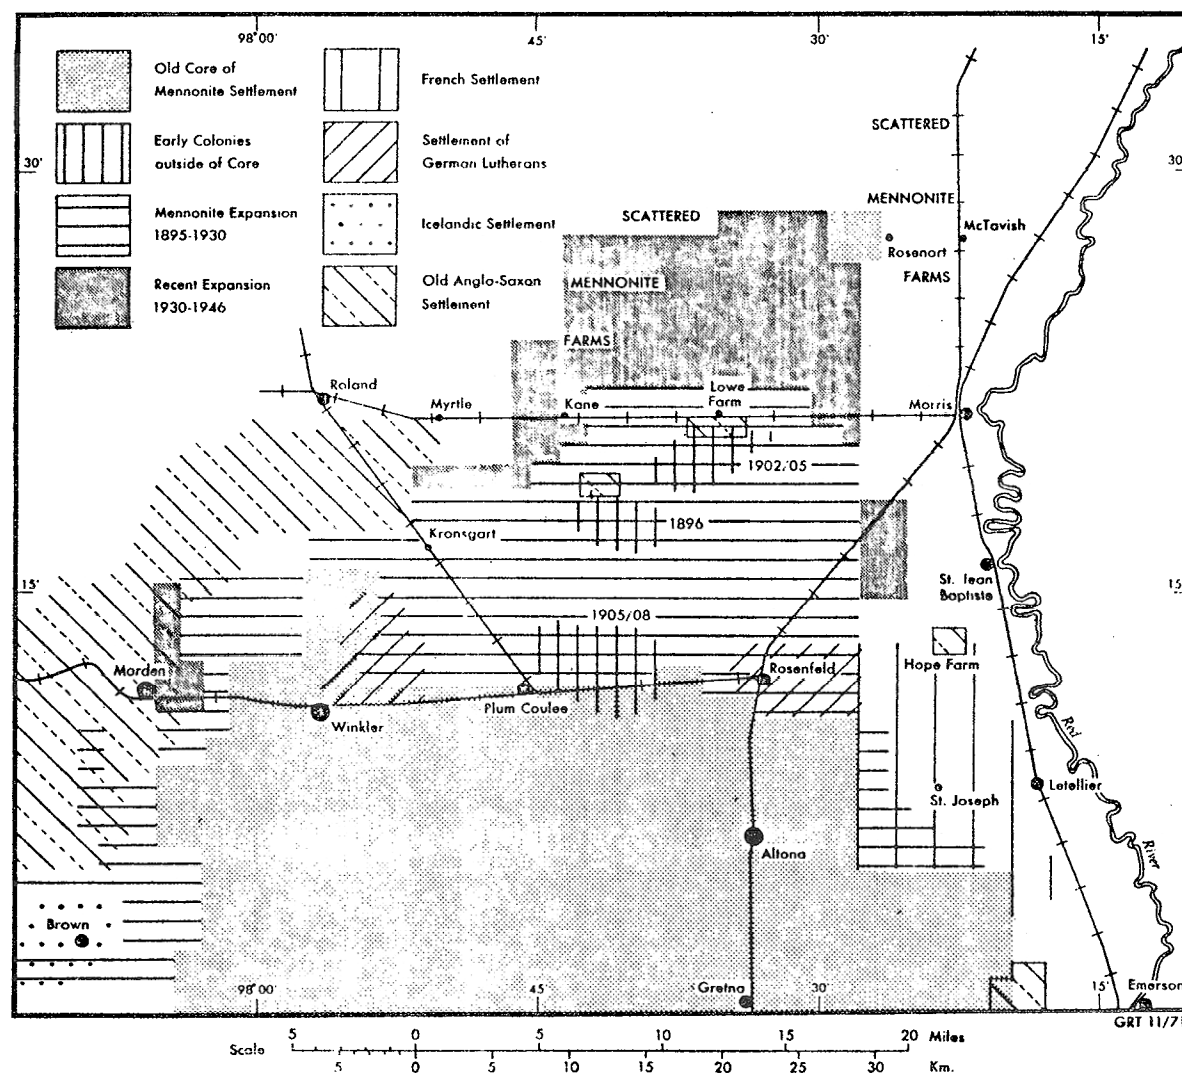 98°00'
45'
30'
15'
Old Core of
Mennonite Settlement
French Settlement
Early Colonies
outside of Core
Settlement of
German Lutherans
Mennonite Expansion
1895-1930
Icelandic Settlement
Recent Expansion
1930-1946
Old Anglo-Saxon
Settlement
30'
30
SCATTERED
MENNONITE
FARMS
SCATTERED
MENNONITE
FARMS
McTavish
Rosenort
Roland
Myrtle
Kane
Lowe
Farm
Morris
1902/05
1896
Kronsgart
15'
15
St. Jean
Baptiste
1905/08
Morden
Winkler
Plum Coulee
Rosenfeld
Hope Farm
Red
River
St. Joseph
Letellier
Altona
Brown
Gretna
Emerson
98°00'
45
30'
15'
GRT 11/7
Scale
5
0
5
10
15
20
Miles
5
0
5
10
15
20
25
30
Km.